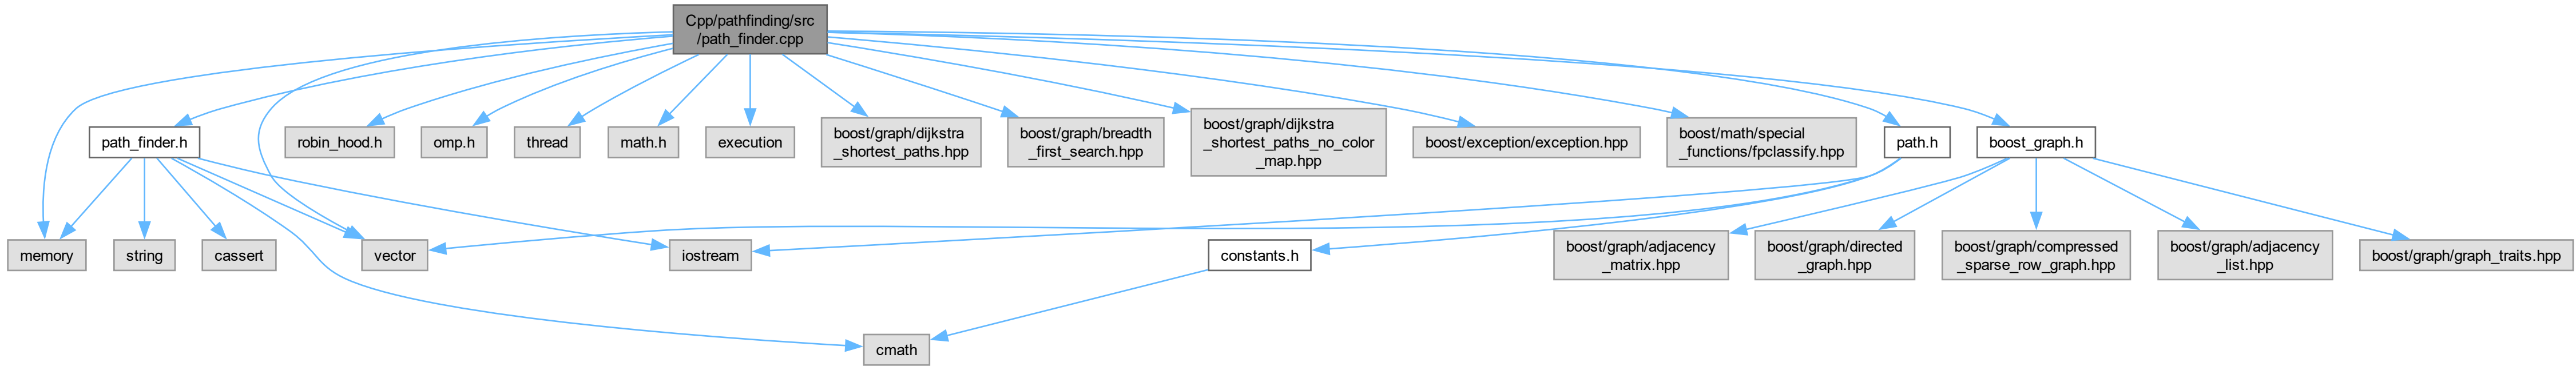 Cpp/pathfinding/src
/path_finder.cpp
path_finder.h
robin_hood.h
omp.h
thread
math.h
execution
boost/graph/dijkstra
_shortest_paths.hpp
boost/graph/breadth
_first_search.hpp
boost/graph/dijkstra
_shortest_paths_no_color
_map.hpp
boost/exception/exception.hpp
boost/math/special
_functions/fpclassify.hpp
path.h
boost_graph.h
memory
string
cassert
vector
iostream
constants.h
boost/graph/adjacency
_matrix.hpp
boost/graph/directed
_graph.hpp
boost/graph/compressed
_sparse_row_graph.hpp
boost/graph/adjacency
_list.hpp
boost/graph/graph_traits.hpp
cmath